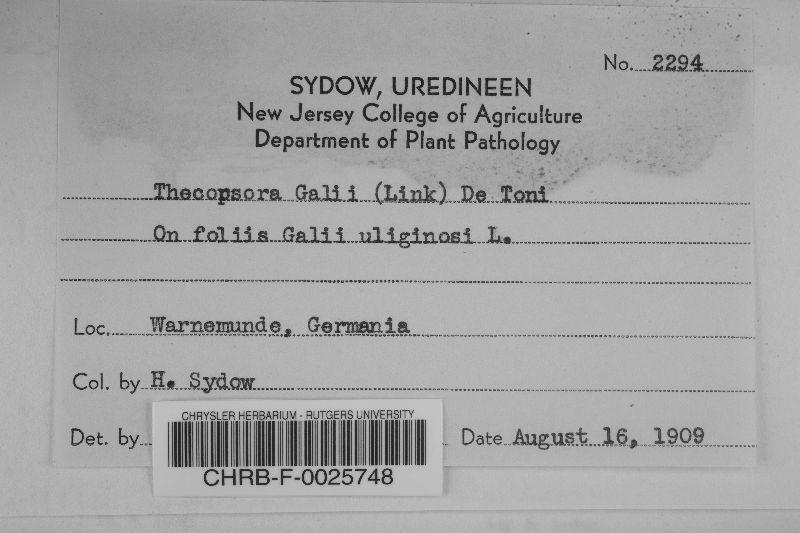 No. 2294
SYDOW, UREDINEEN
New Jersey College of Agriculture
Department of Plant Pathology
Thecopsora Galii (Link) De Toni
On foliis Galii uliginosi L.
Loc. Warnemunde, Germania
Col. by H. Sydow
Det. by
Date August 16, 1909
CHRYSLER HERBARIUM - RUTGERS UNIVERSITY
CHRB-F-0025748